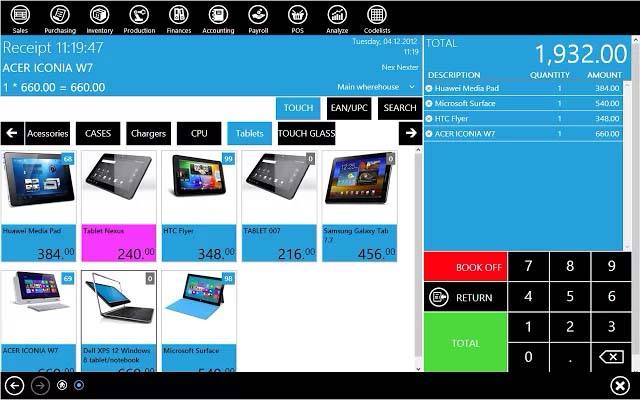 Sales Purchasing Inventory Production Finances Accounting Payroll POS Analyze Codelists
Receipt 11:19:47
Tuesday, 04.12.2012
11:19
ACER ICONIA W7
Nex Nexter
1 * 660.00 = 660.00
Main wherehouse
TOUCH EAN/UPC SEARCH
Acessories CASES Chargers CPU Tablets TOUCH GLASS
68 0 99 0
Huawei Media Pad
384.00
Tablet Nexus
240.00
HTC Flyer
348.00
TABLET 007
216.00
Samsung Galaxy Tab
7.7
456.00
69 0 98
ACER ICONIA W7
Dell XPS 12 Windows
8 tablet/notebook
Microsoft Surface
TOTAL
1,932.00
DESCRIPTION QUANTITY AMOUNT
Huawei Media Pad 1 384.00
Microsoft Surface 1 540.00
HTC Flyer 1 348.00
ACER ICONIA W7 1 660.00
BOOK OFF 7 8 9
RETURN 4 5 6
TOTAL
1 2 3
0 .